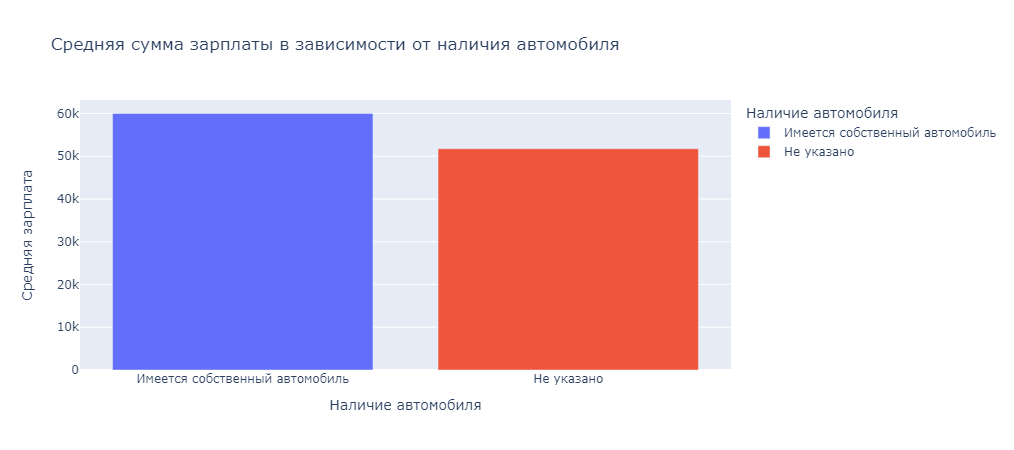 Средняя сумма зарплаты в зависимости от наличия автомобиля
Наличие автомобиля
Имеется собственный автомобиль
Не указано
Средняя зарплата
60k
50k
40k
30k
20k
10k
0
Имеется собственный автомобиль
Не указано
Наличие автомобиля